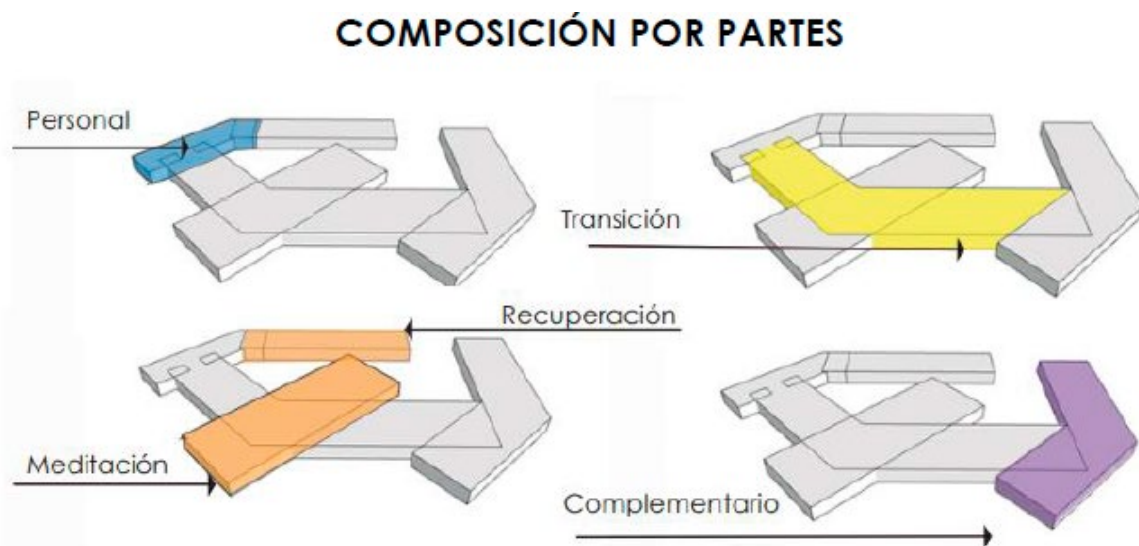 COMPOSICIÓN POR PARTES
Personal
Transición
Recuperación
Meditación
Complementario